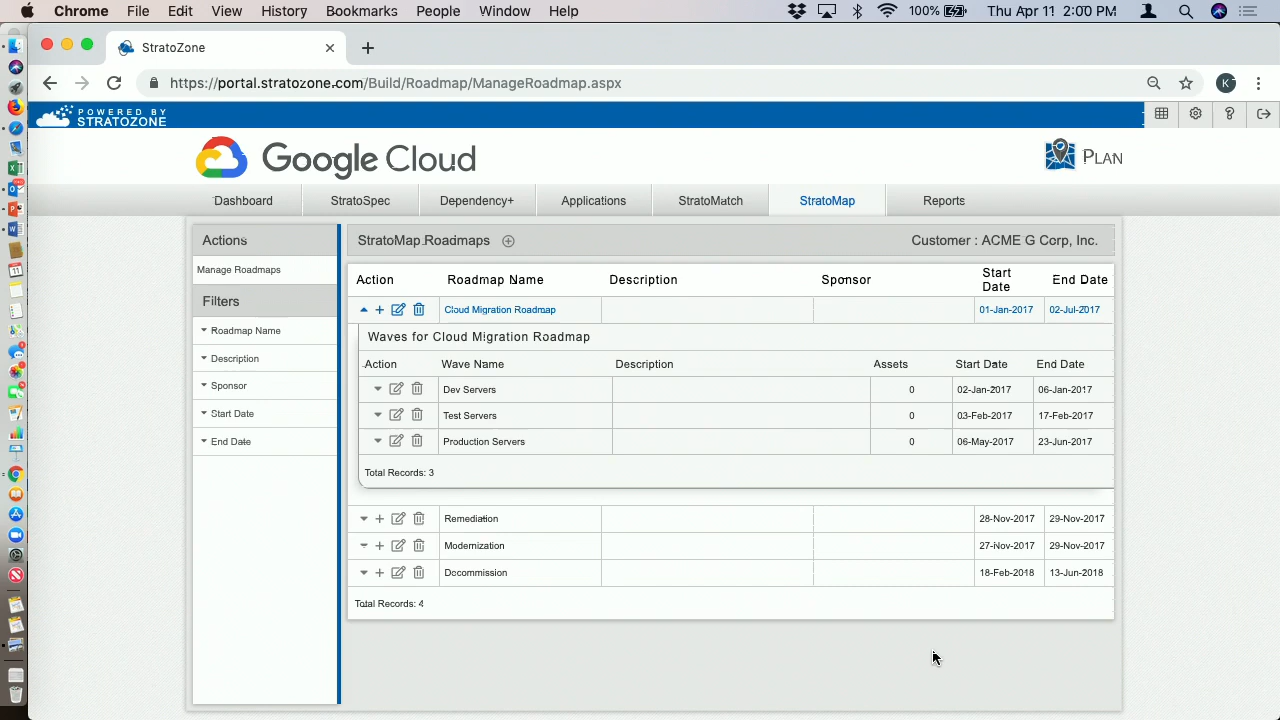 Chrome File Edit View History Bookmarks People Window Help 100% Thu Apr 11 2:00 PM
StratoZone
https://portal.stratozone.com/Build/Roadmap/ManageRoadmap.aspx K
POWERED BY
STRATOZONE
Google Cloud PLAN
Dashboard StratoSpec Dependency+ Applications StratoMatch StratoMap Reports
Actions StratoMap Roadmaps Customer : ACME G Corp, Inc.
Manage Roadmaps
Action Roadmap Name Description Sponsor Start Date End Date
Filters
Cloud Migration Roadmap 01-Jan-2017 02-Jul-2017
Roadmap Name
Waves for Cloud Migration Roadmap
Description
Action Wave Name Description Assets Start Date End Date
Sponsor
Dev Servers 0 02-Jan-2017 06-Jan-2017
Start Date
Test Servers 0 03-Feb-2017 17-Feb-2017
End Date
Production Servers 0 06-May-2017 23-Jun-2017
Total Records: 3
Remediation 28-Nov-2017 29-Nov-2017
Modernization 27-Nov-2017 29-Nov-2017
Decommission 18-Feb-2018 13-Jun-2018
Total Records: 4